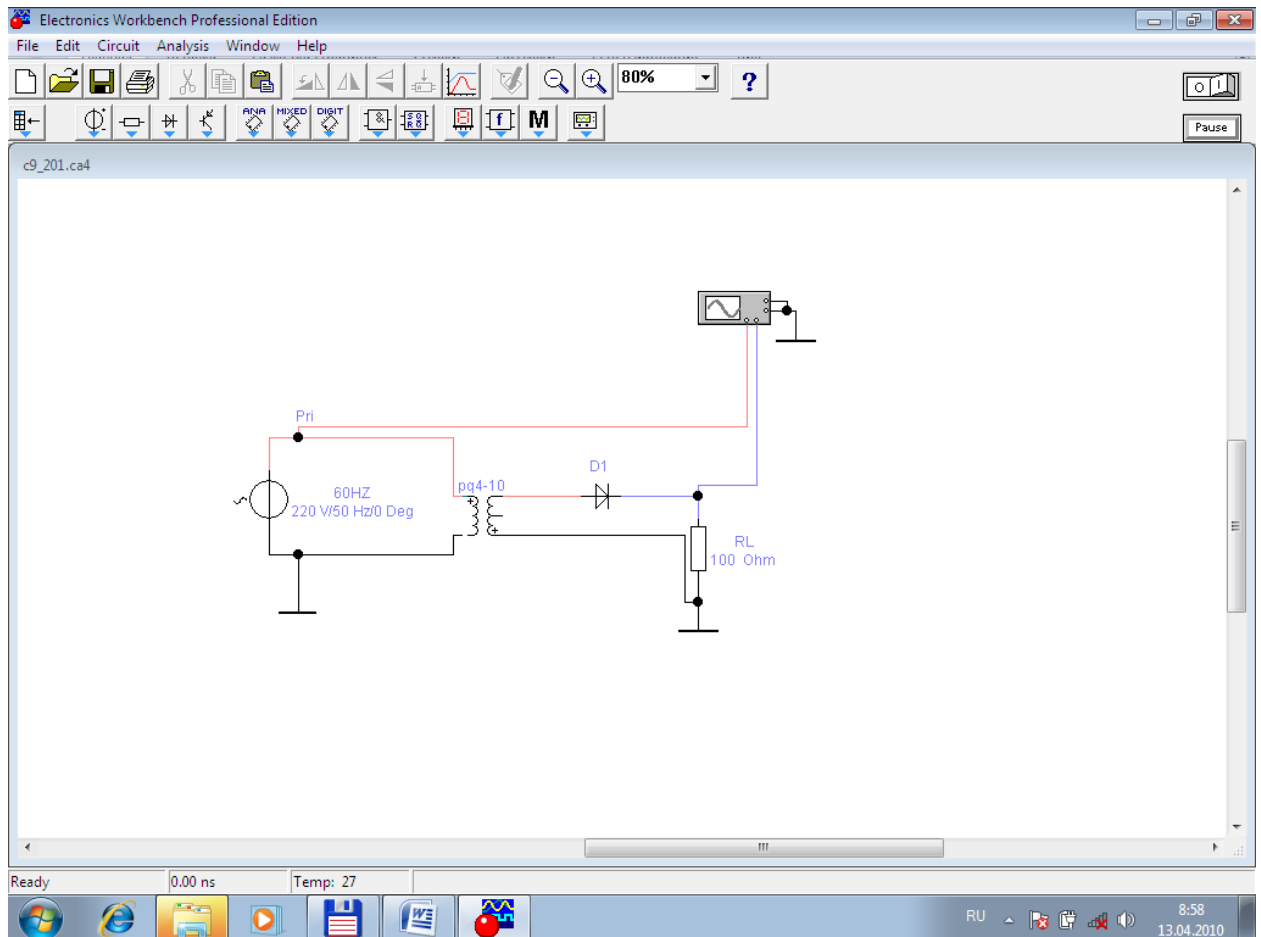 Electronics Workbench Professional Edition
File Edit Circuit Analysis Window Help
80%
?
ANA MIXED DIGIT
f M
Pause
c9_201.ca4
Pri
60HZ
220 V/50 Hz/0 Deg
pq4-10
D1
RL
100 Ohm
Ready 0.00 ns Temp: 27
RU 8:58
13.04.2010